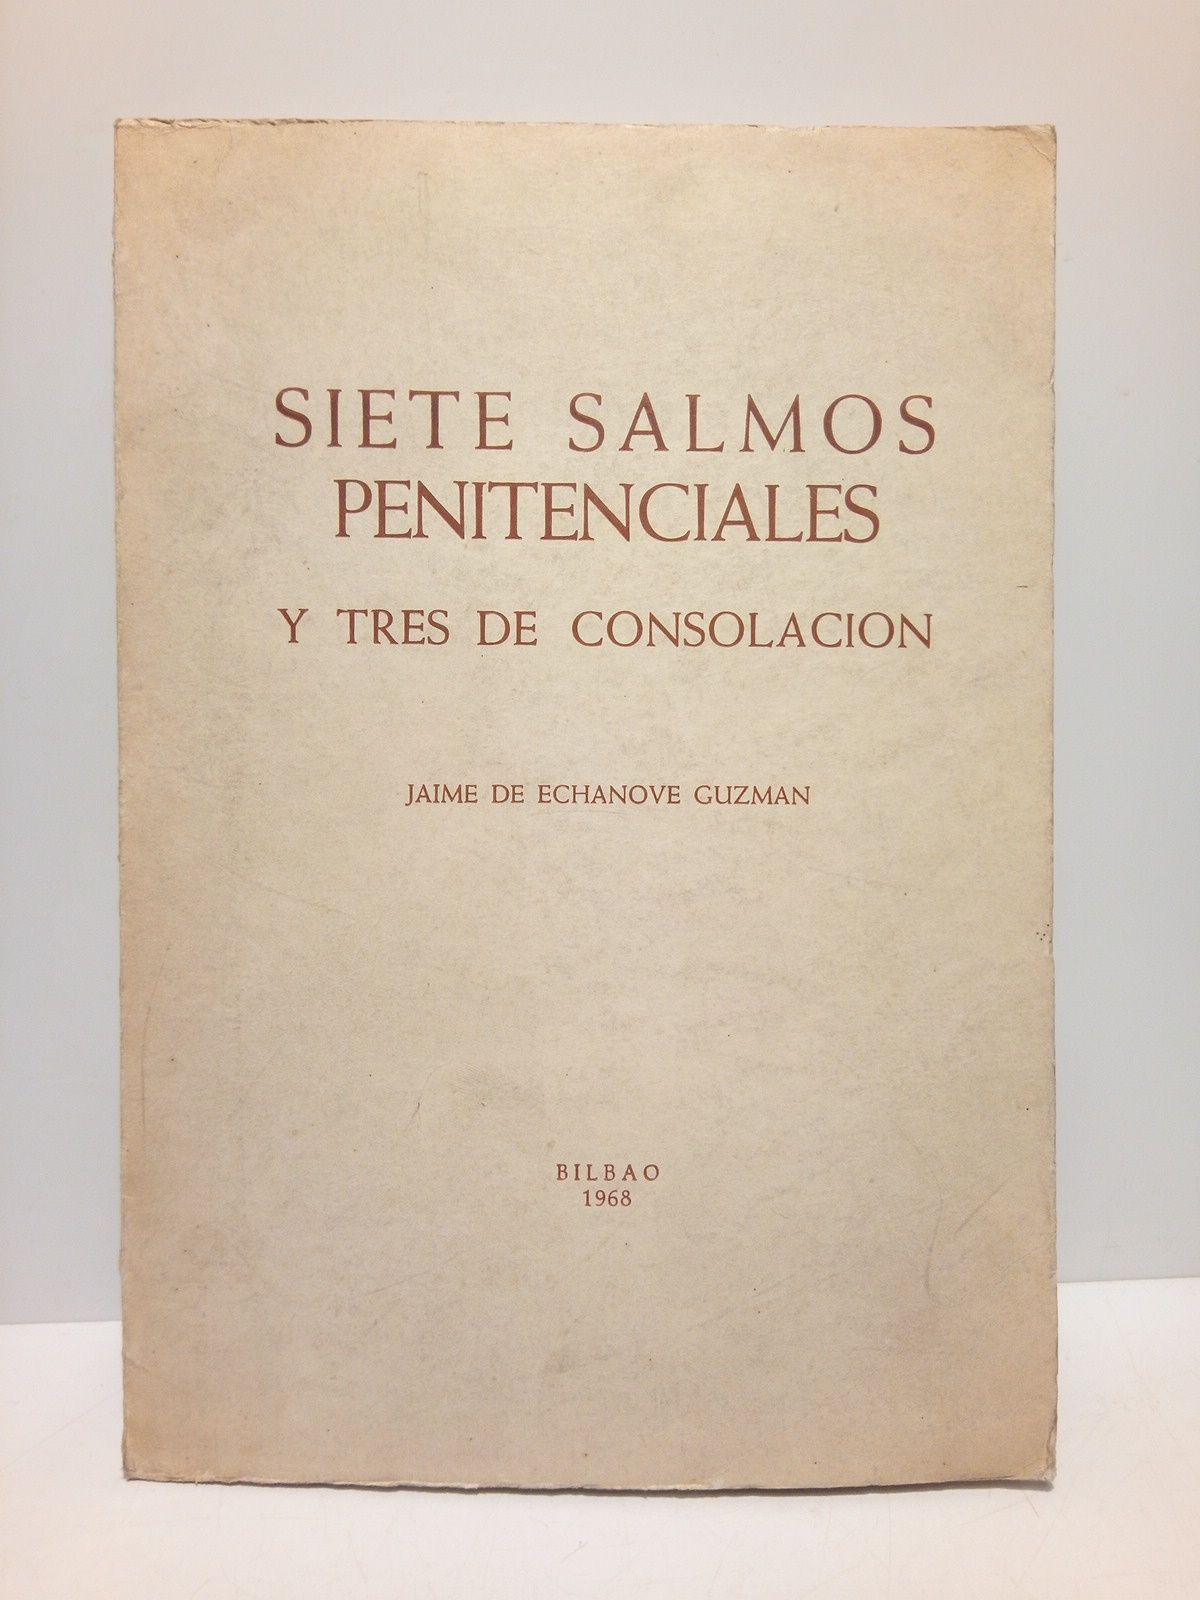 SIETE SALMOS
PENITENCIALES
Y TRES DE CONSOLACION
JAIME DE ECHANOVE GUZMAN
BILBAO
1968